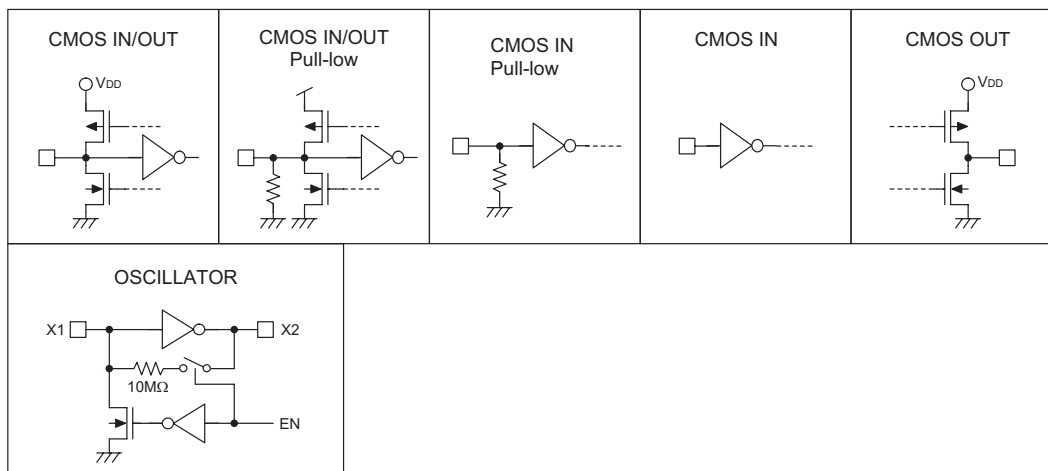 CMOS IN/OUT
VDD
CMOS IN/OUT
Pull-low
CMOS IN
Pull-low
CMOS IN
CMOS OUT
VDD
OSCILLATOR
X1
X2
10MΩ
EN